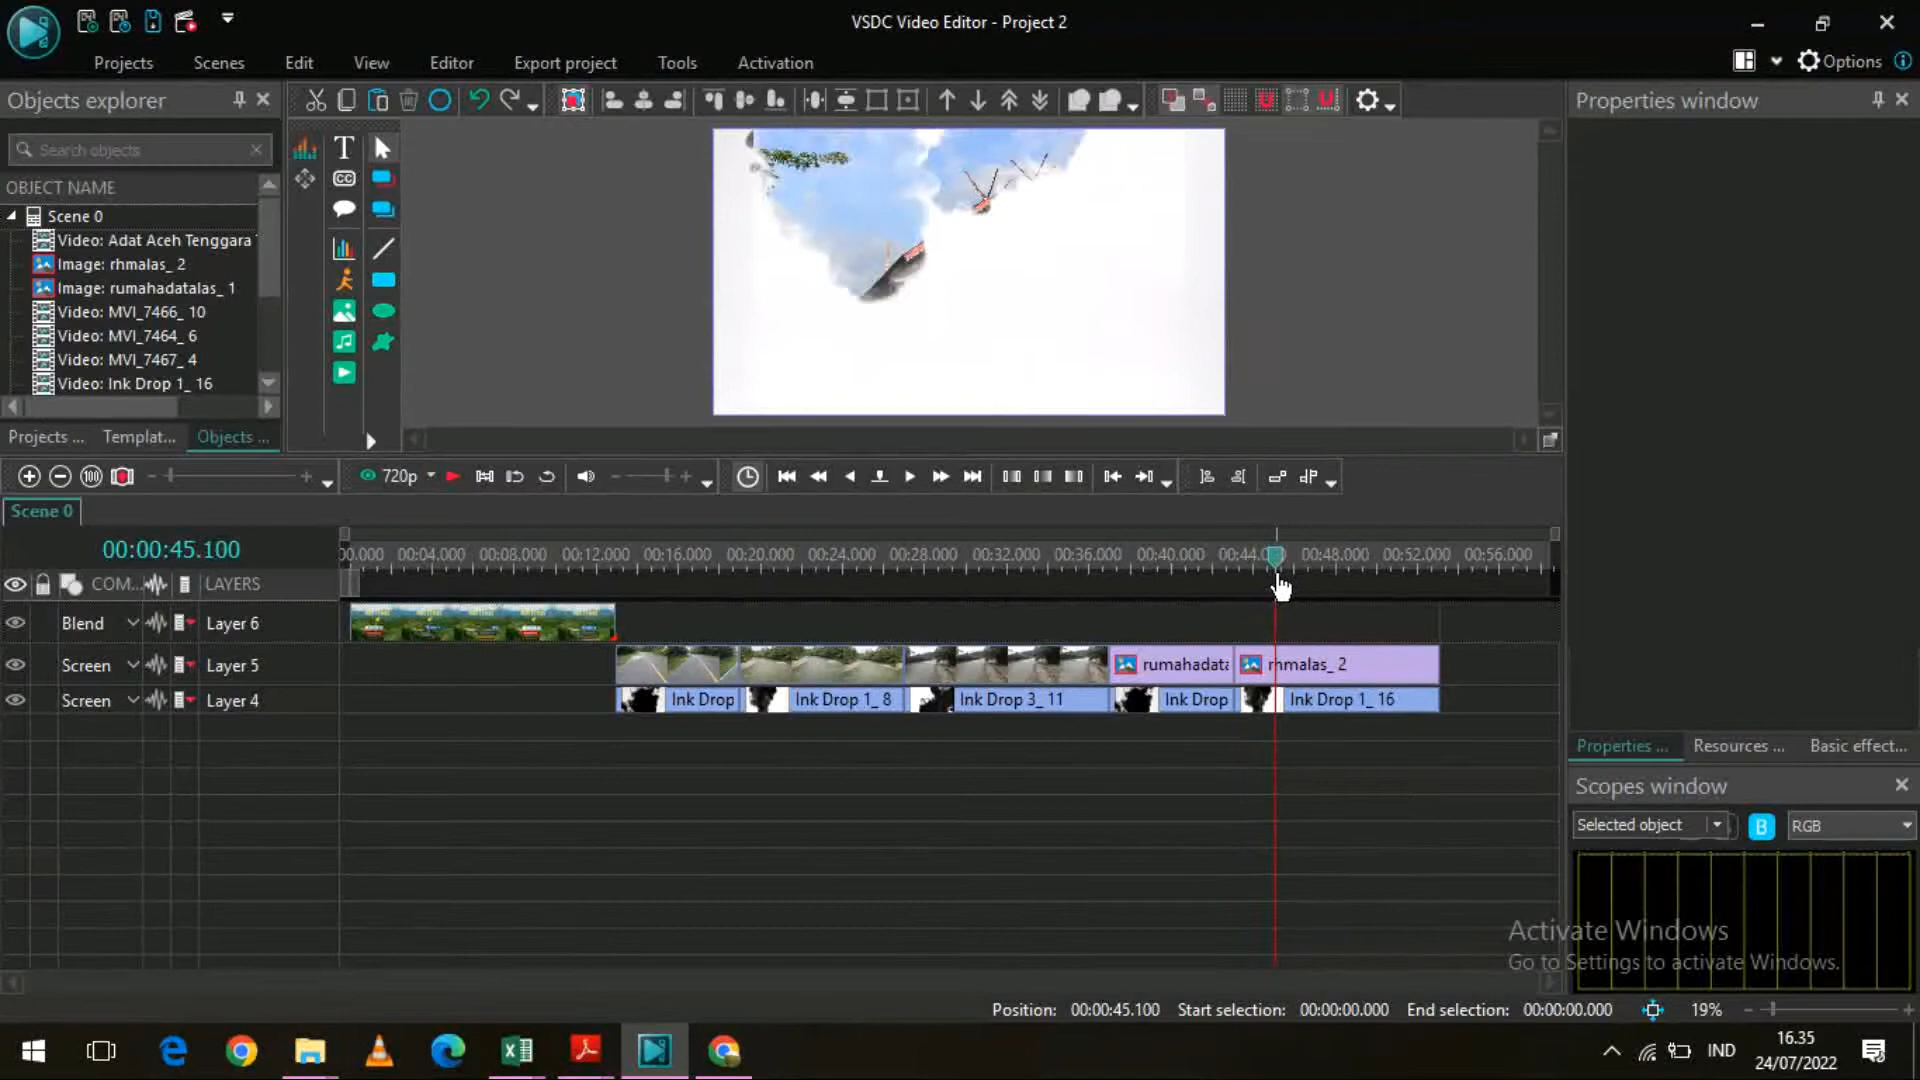 VSDC Video Editor - Project 2
Projects
Scenes
Edit
View
Editor
Export project
Tools
Activation
Options
Objects explorer
Search objects
OBJECT NAME
Scene 0
Video: Adat Aceh Tenggara
Image: rhmalas_ 2
Image: rumahadatalas_ 1
Video: MVI_7466_ 10
Video: MVI_7464_ 6
Video: MVI_7467_ 4
Video: Ink Drop 1_ 16
Projects ...
Templat...
Objects ...
T
CC
Properties window
720p
Scene 0
00:00:45.100
00.000 00:04.000 00:08.000 00:12.000 00:16.000 00:20.000 00:24.000 00:28.000 00:32.000 00:36.000 00:40.000 00:44.000 00:48.000 00:52.000 00:56.000
COM...
LAYERS
Blend
Layer 6
Screen
Layer 5
rumahadata
rhmalas_ 2
Screen
Layer 4
Ink Drop
Ink Drop 1_ 8
Ink Drop 3_ 11
Ink Drop
Ink Drop 1_ 16
Properties ...
Resources ...
Basic effect...
Scopes window
Selected object
B
RGB
Activate Windows
Go to Settings to activate Windows.
Position: 00:00:45.100
Start selection: 00:00:00.000
End selection: 00:00:00.000
19%
IND
16.35
24/07/2022